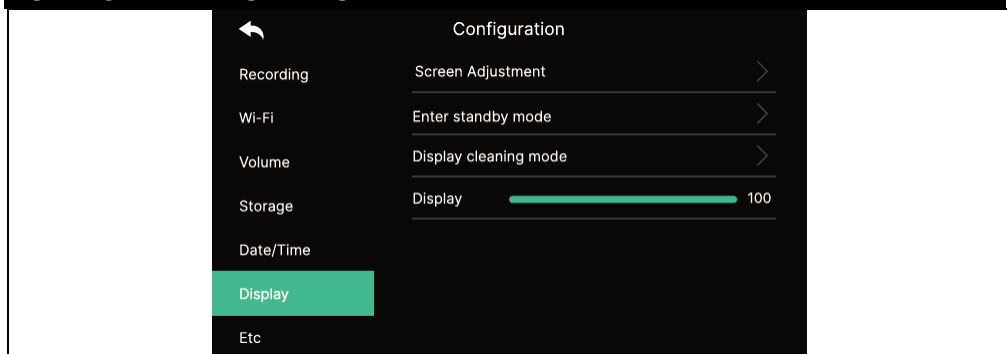 Configuration
Recording
Wi-Fi
Volume
Storage
Date/Time
Display
Etc
Screen Adjustment
Enter standby mode
Display cleaning mode
Display 100